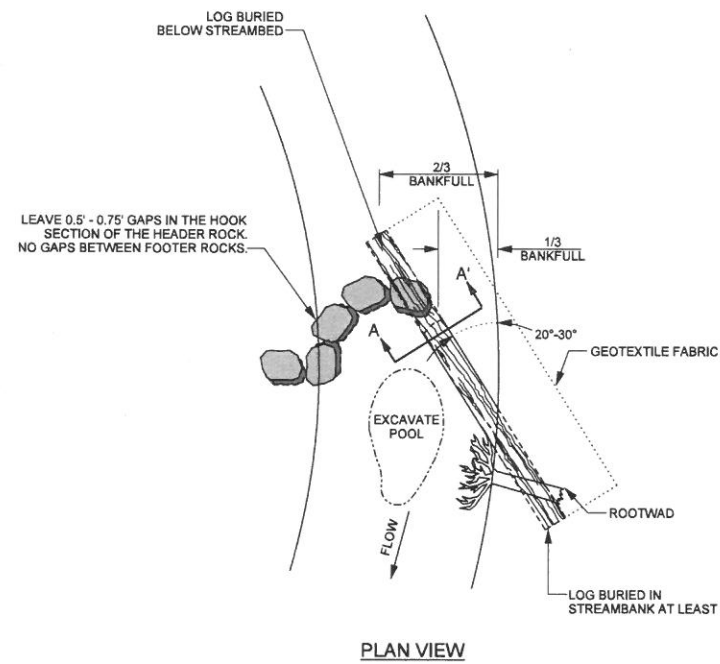 LOG BURIED
BELOW STREAMBED
2/3
BANKFULL
LEAVE 0.5' - 0.75' GAPS IN THE HOOK
SECTION OF THE HEADER ROCK.
NO GAPS BETWEEN FOOTER ROCKS.
1/3
BANKFULL
A'
A
20°-30°
GEOTEXTILE FABRIC
EXCAVATE
POOL
ROOTWAD
FLOW
LOG BURIED IN
STREAMBANK AT LEAST
PLAN VIEW